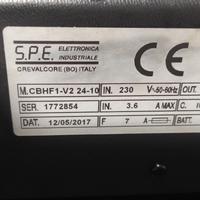 S.P.E. ELETTRONICA INDUSTRIALE
CREVALCORE (BO) ITALY
CE
M. CBHF1-V2 24-10 IN. 230 V~50-60Hz OUT.
SER. 1772854 IN. 3.6 A MAX C.
DAT. 12/05/2017 F 7 A BATT.